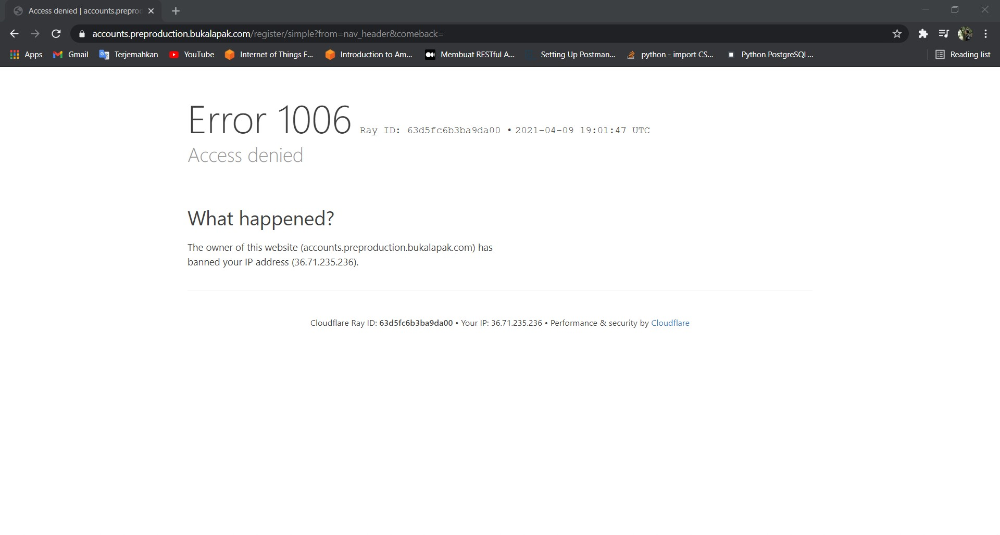 Access denied | accounts.prepro
accounts.preproduction.bukalapak.com/register/simple?from=nav_header&comeback=
Apps Gmail Terjemahkan YouTube Internet of Things F... Introduction to Am... Membuat RESTful A... Setting Up Postman... python - import CS... Python PostgreSQL... Reading list
Error 1006 Ray ID: 63d5fc6b3ba9da00 • 2021-04-09 19:01:47 UTC
Access denied
What happened?
The owner of this website (accounts.preproduction.bukalapak.com) has
banned your IP address (36.71.235.236).
Cloudflare Ray ID: 63d5fc6b3ba9da00 • Your IP: 36.71.235.236 • Performance & security by Cloudflare